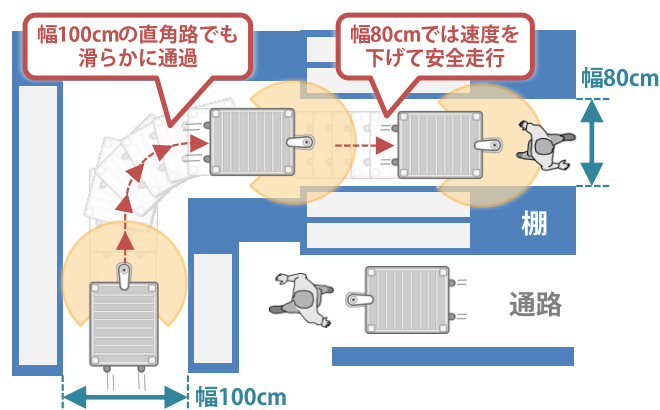 幅100cmの直角路でも
滑らかに通過
幅80cmでは速度を
下げて安全走行
幅80cm
棚
通路
幅100cm